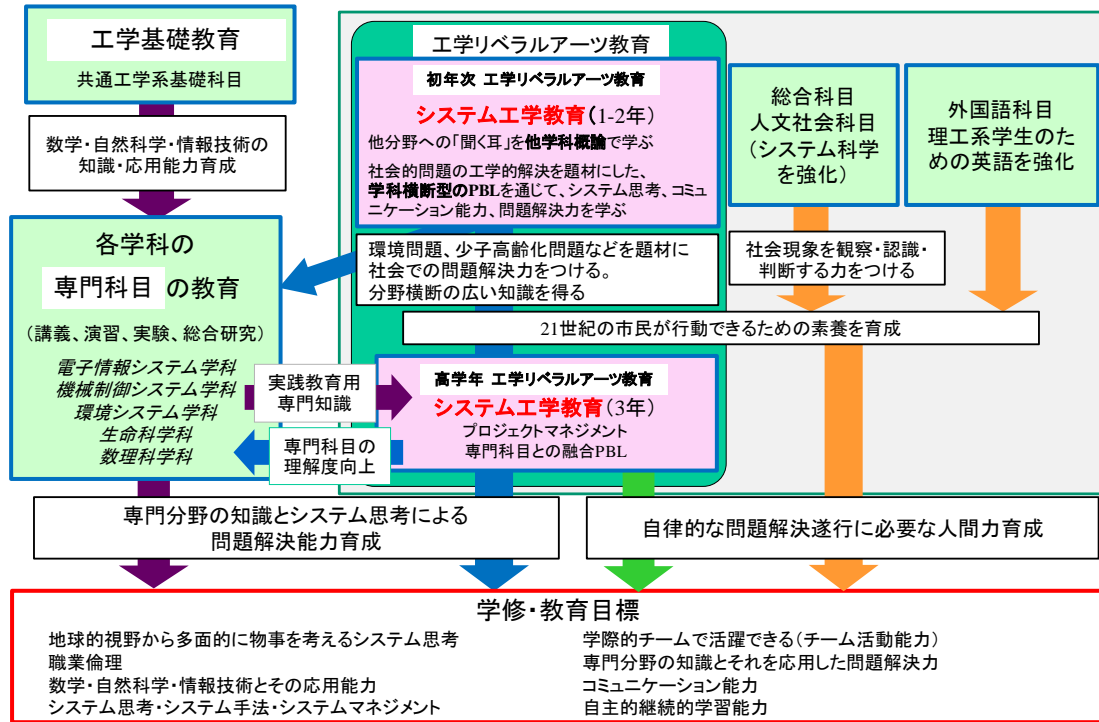 工学基礎教育
共通工学系基礎科目
数学・自然科学・情報技術の
知識・応用能力育成
各学科の
専門科目 の教育
(講義、演習、実験、総合研究)
電子情報システム学科
機械制御システム学科
環境システム学科
生命科学科
数理科学科
工学リベラルアーツ教育
初年次 工学リベラルアーツ教育
システム工学教育(1-2年)
他分野への「聞く耳」を他学科概論で学ぶ
社会的問題の工学的解決を題材にした、
学科横断型のPBLを通じて、システム思考、コミュ
ニケーション能力、問題解決力を学ぶ
環境問題、少子高齢化問題などを題材に
社会での問題解決力をつける。
分野横断の広い知識を得る
総合科目
人文社会科目
(システム科学
を強化)
外国語科目
理工系学生のた
めの英語を強化
社会現象を観察・認識・
判断する力をつける
21世紀の市民が行動できるための素養を育成
実践教育用
専門知識
専門科目の
理解度向上
高学年 工学リベラルアーツ教育
システム工学教育(3年)
プロジェクトマネジメント
専門科目との融合PBL
専門分野の知識とシステム思考による
問題解決能力育成
自律的な問題解決遂行に必要な人間力育成
学修・教育目標
地球的視野から多面的に物事を考えるシステム思考
職業倫理
数学・自然科学・情報技術とその応用能力
システム思考・システム手法・システムマネジメント
学際的チームで活躍できる(チーム活動能力)
専門分野の知識とそれを応用した問題解決力
コミュニケーション能力
自主的継続的学習能力